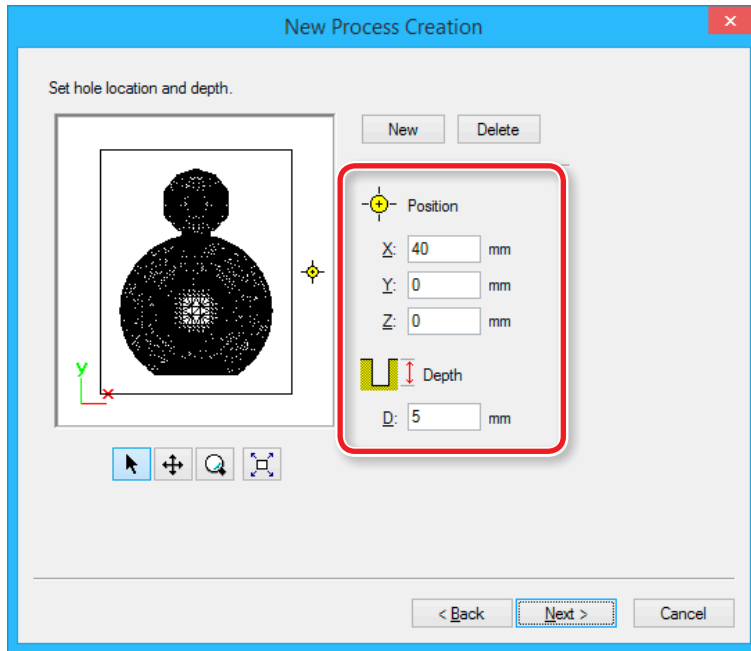 New Process Creation
Set hole location and depth.
New Delete
Position
X: 40 mm
Y: 0 mm
Z: 0 mm
Depth
D: 5 mm
y
x
< Back Next > Cancel